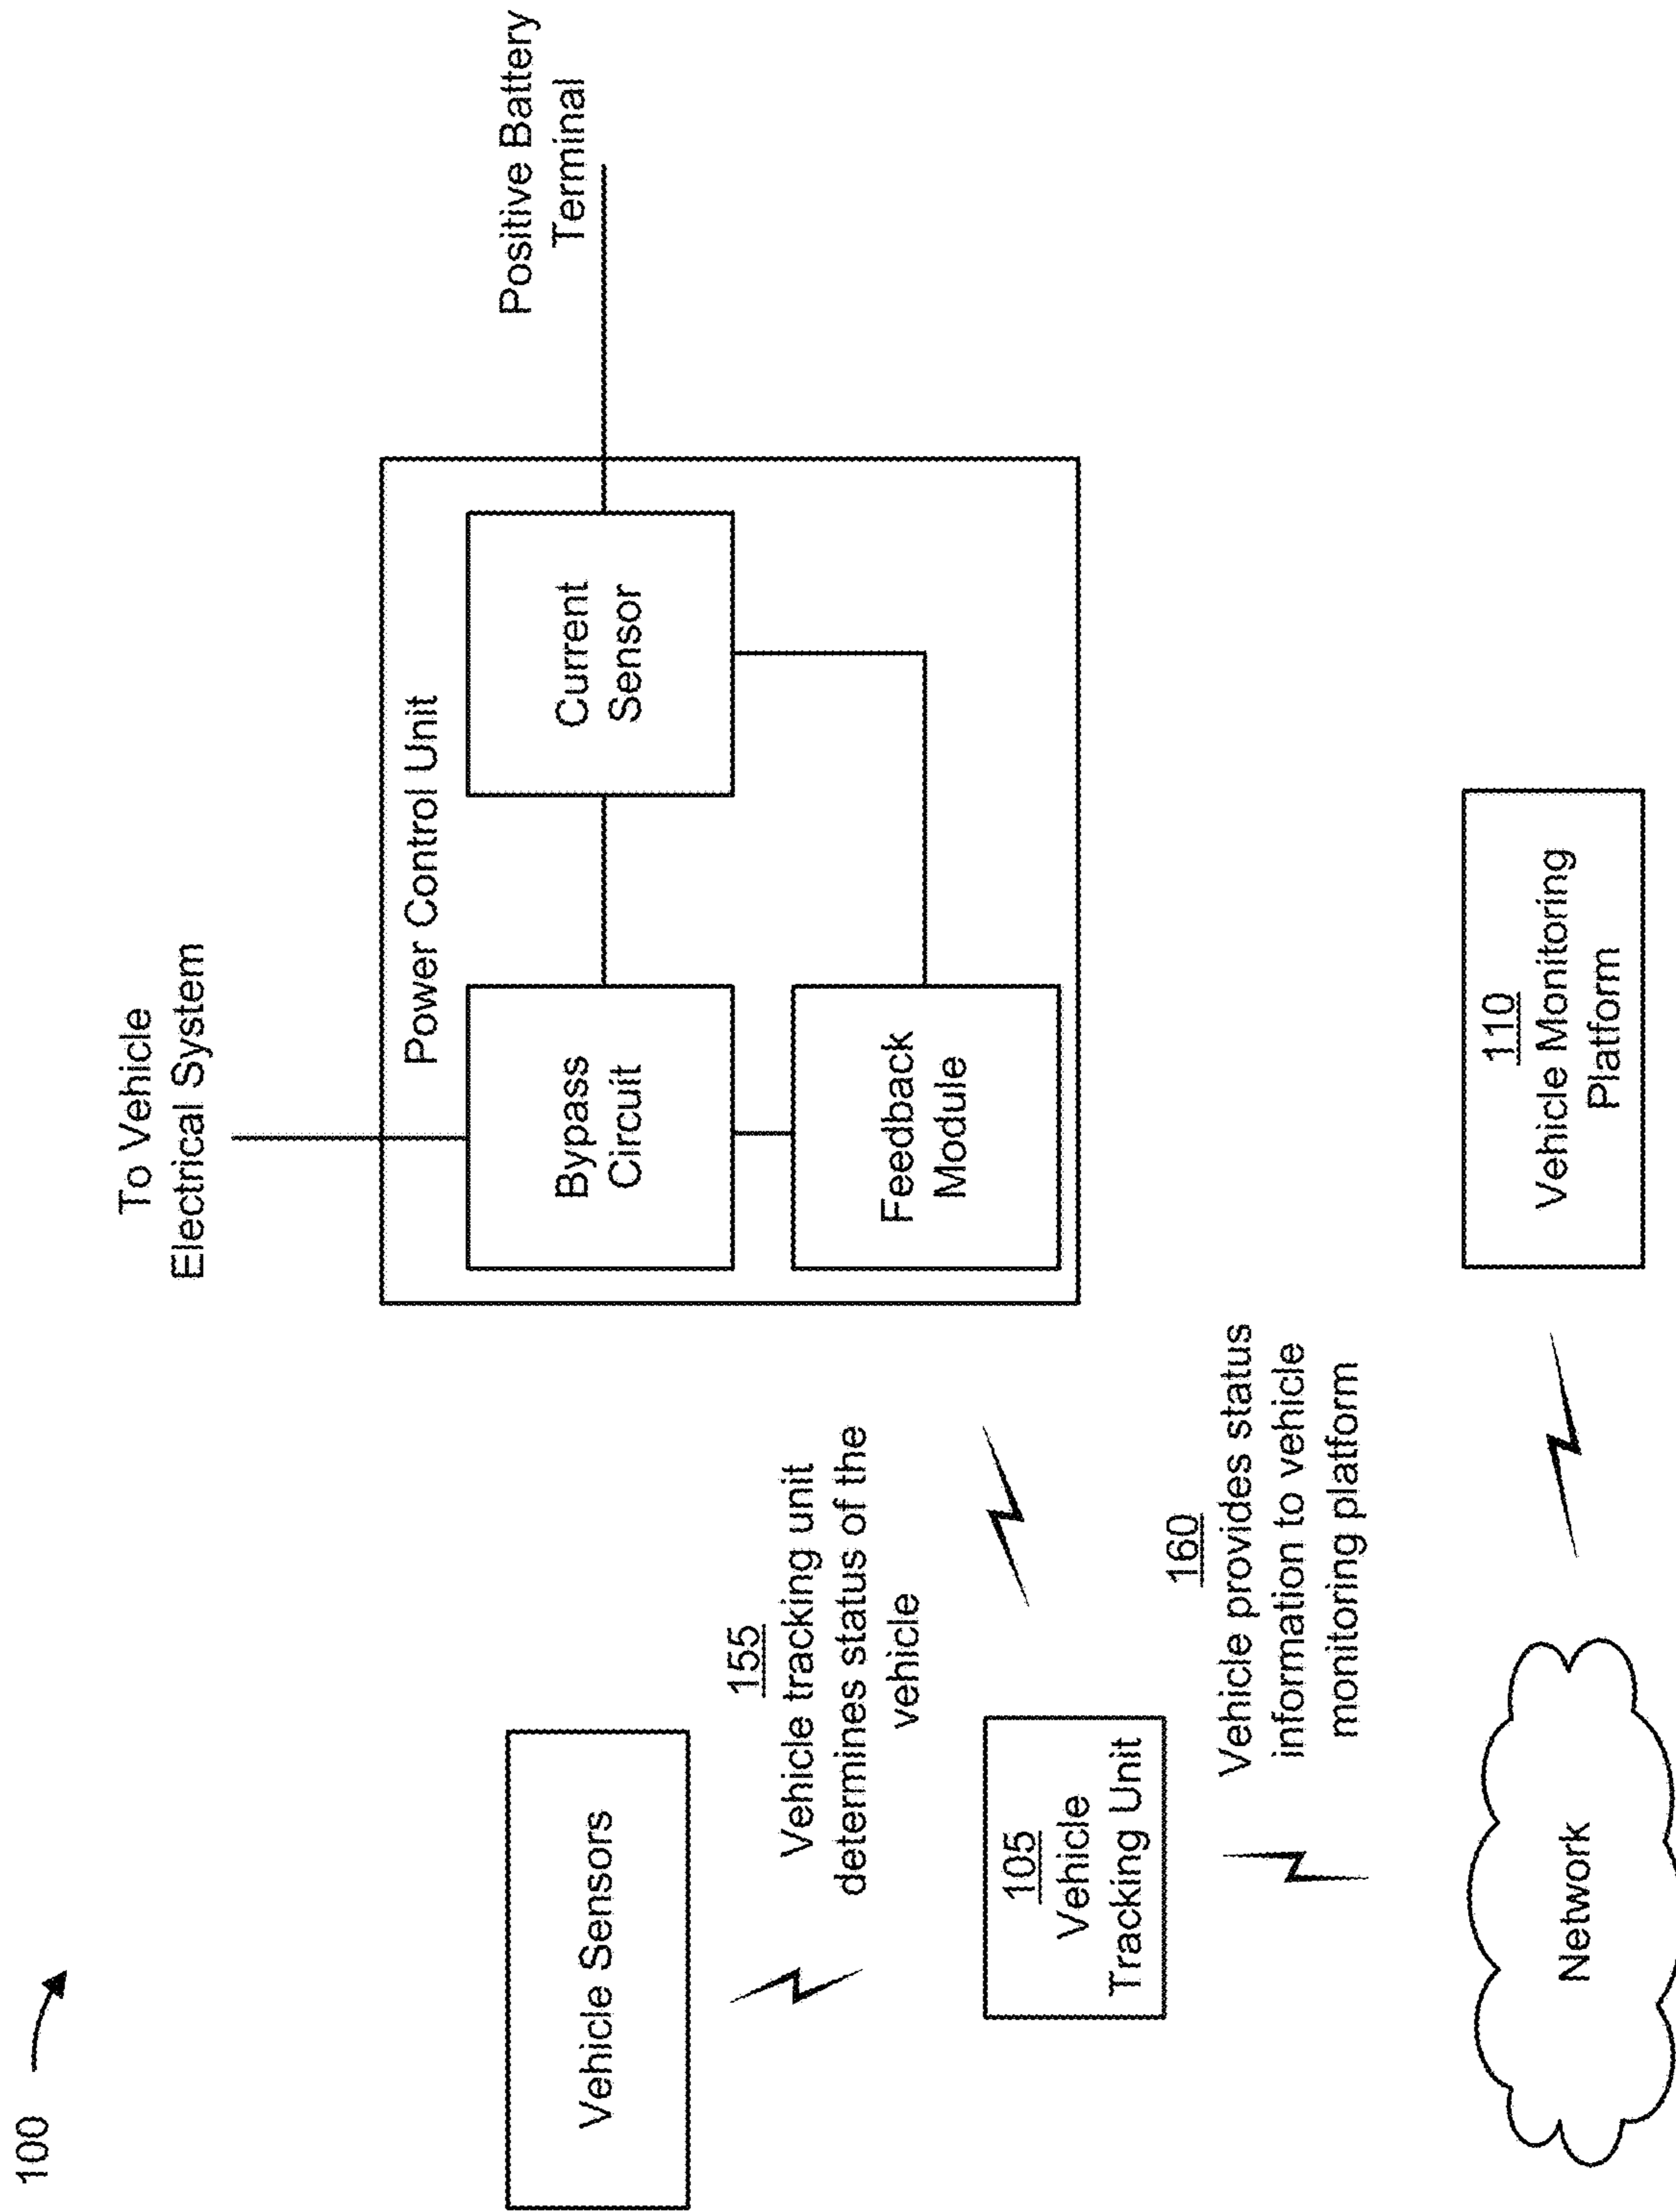 100
To Vehicle
Electrical System
Positive Battery
Terminal
Power Control Unit
Bypass
Circuit
Current
Sensor
Feedback
Module
Vehicle Sensors
155
Vehicle tracking unit
determines status of the
vehicle
105
Vehicle
Tracking Unit
160
Vehicle provides status
information to vehicle
monitoring platform
Network
110
Vehicle Monitoring
Platform